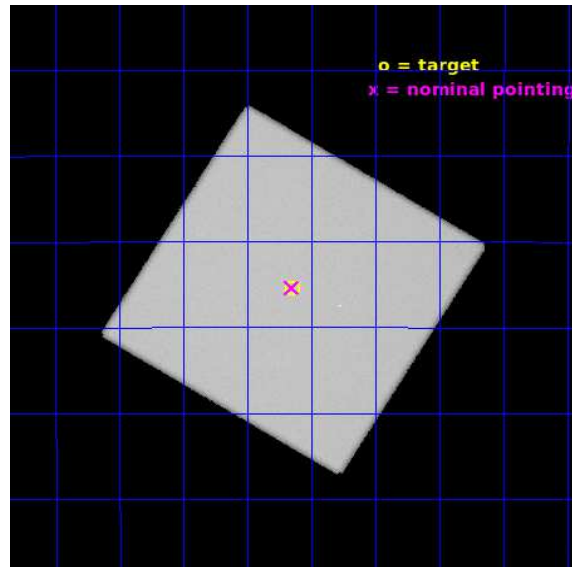 o = target
x = nominal pointing